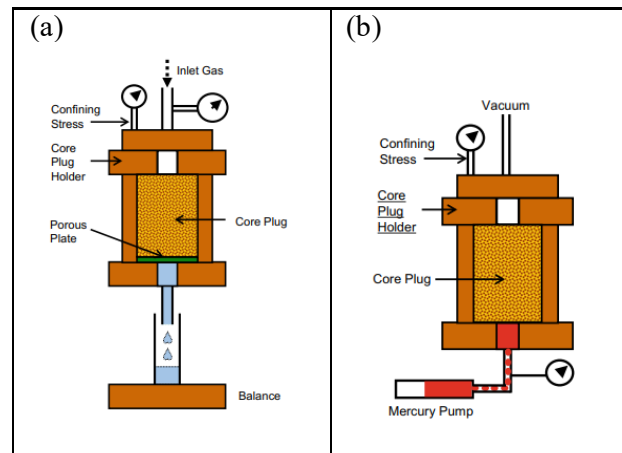 (a)
Inlet Gas
Confining
Stress
Core
Plug
Holder
Core Plug
Porous
Plate
Balance
(b)
Vacuum
Confining
Stress
Core
Plug
Holder
Core Plug
Mercury Pump